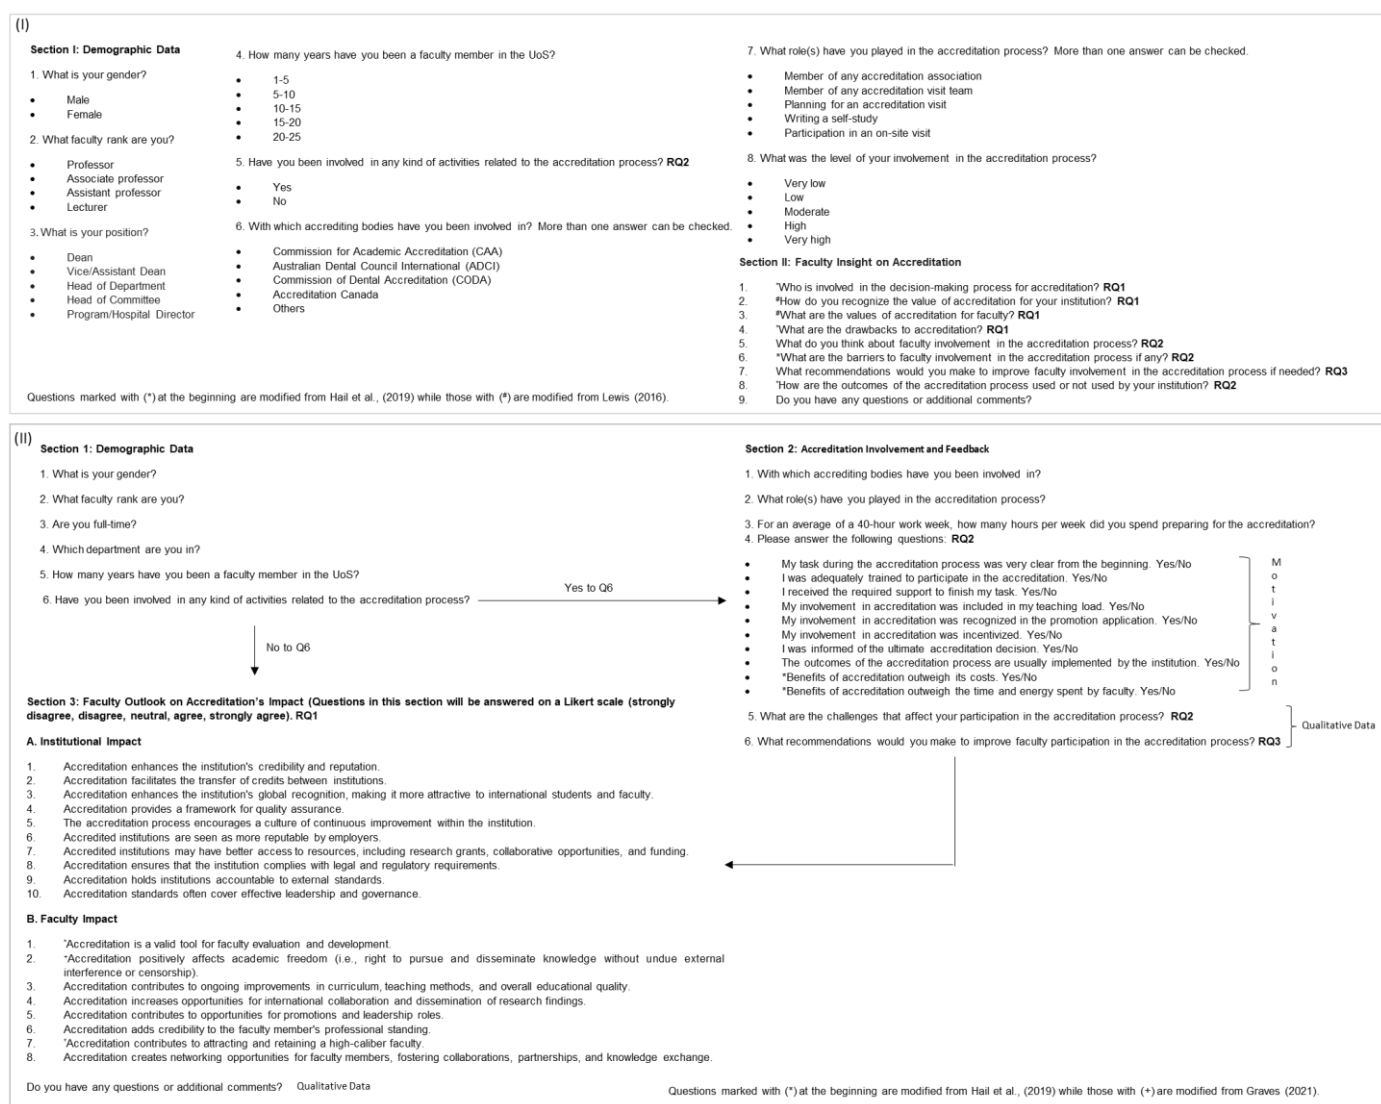 (I)
Section I: Demographic Data
1. What is your gender?
• Male
• Female
2. What faculty rank are you?
• Professor
• Associate professor
• Assistant professor
• Lecturer
3. What is your position?
• Dean
• Vice/Assistant Dean
• Head of Department
• Head of Committee
• Program/Hospital Director
4. How many years have you been a faculty member in the UoS?
• 1-5
• 5-10
• 10-15
• 15-20
• 20-25
5. Have you been involved in any kind of activities related to the accreditation process? RQ2
• Yes
• No
6. With which accrediting bodies have you been involved in? More than one answer can be checked.
• Commission for Academic Accreditation (CAA)
• Australian Dental Council International (ADCI)
• Commission of Dental Accreditation (CODA)
• Accreditation Canada
• Others
7. What role(s) have you played in the accreditation process? More than one answer can be checked.
• Member of any accreditation association
• Member of any accreditation visit team
• Planning for an accreditation visit
• Writing a self-study
• Participation in an on-site visit
8. What was the level of your involvement in the accreditation process?
• Very low
• Low
• Moderate
• High
• Very high
Section II: Faculty Insight on Accreditation
1. *Who is involved in the decision-making process for accreditation? RQ1
2. #How do you recognize the value of accreditation for your institution? RQ1
3. #What are the values of accreditation for faculty? RQ1
4. *What are the drawbacks to accreditation? RQ1
5. What do you think about faculty involvement in the accreditation process? RQ2
6. *What are the barriers to faculty involvement in the accreditation process if any? RQ2
7. What recommendations would you make to improve faculty involvement in the accreditation process if needed? RQ3
8. *How are the outcomes of the accreditation process used or not used by your institution? RQ2
9. Do you have any questions or additional comments?
Questions marked with (*) at the beginning are modified from Hail et al., (2019) while those with (#) are modified from Lewis (2016).
(II)
Section 1: Demographic Data
1. What is your gender?
2. What faculty rank are you?
3. Are you full-time?
4. Which department are you in?
5. How many years have you been a faculty member in the UoS?
6. Have you been involved in any kind of activities related to the accreditation process?
Yes to Q6
No to Q6
Section 2: Accreditation Involvement and Feedback
1. With which accrediting bodies have you been involved in?
2. What role(s) have you played in the accreditation process?
3. For an average of a 40-hour work week, how many hours per week did you spend preparing for the accreditation?
4. Please answer the following questions: RQ2
• My task during the accreditation process was very clear from the beginning. Yes/No
• I was adequately trained to participate in the accreditation. Yes/No
• I received the required support to finish my task. Yes/No
• My involvement in accreditation was included in my teaching load. Yes/No
• My involvement in accreditation was recognized in the promotion application. Yes/No
• My involvement in accreditation was incentivized. Yes/No
• I was informed of the ultimate accreditation decision. Yes/No
• The outcomes of the accreditation process are usually implemented by the institution. Yes/No
• *Benefits of accreditation outweigh its costs. Yes/No
• *Benefits of accreditation outweigh the time and energy spent by faculty. Yes/No
Motivation
5. What are the challenges that affect your participation in the accreditation process? RQ2
6. What recommendations would you make to improve faculty participation in the accreditation process? RQ3
Qualitative Data
Section 3: Faculty Outlook on Accreditation's Impact (Questions in this section will be answered on a Likert scale (strongly
disagree, disagree, neutral, agree, strongly agree). RQ1
A. Institutional Impact
1. Accreditation enhances the institution's credibility and reputation.
2. Accreditation facilitates the transfer of credits between institutions.
3. Accreditation enhances the institution's global recognition, making it more attractive to international students and faculty.
4. Accreditation provides a framework for quality assurance.
5. The accreditation process encourages a culture of continuous improvement within the institution.
6. Accredited institutions are seen as more reputable by employers.
7. Accredited institutions may have better access to resources, including research grants, collaborative opportunities, and funding.
8. Accreditation ensures that the institution complies with legal and regulatory requirements.
9. Accreditation holds institutions accountable to external standards.
10. Accreditation standards often cover effective leadership and governance.
B. Faculty Impact
1. *Accreditation is a valid tool for faculty evaluation and development.
2. +Accreditation positively affects academic freedom (i.e., right to pursue and disseminate knowledge without undue external
interference or censorship).
3. Accreditation contributes to ongoing improvements in curriculum, teaching methods, and overall educational quality.
4. Accreditation increases opportunities for international collaboration and dissemination of research findings.
5. Accreditation contributes to opportunities for promotions and leadership roles.
6. Accreditation adds credibility to the faculty member's professional standing.
7. *Accreditation contributes to attracting and retaining a high-caliber faculty.
8. Accreditation creates networking opportunities for faculty members, fostering collaborations, partnerships, and knowledge exchange.
Do you have any questions or additional comments? Qualitative Data
Questions marked with (*) at the beginning are modified from Hail et al., (2019) while those with (+) are modified from Graves (2021).